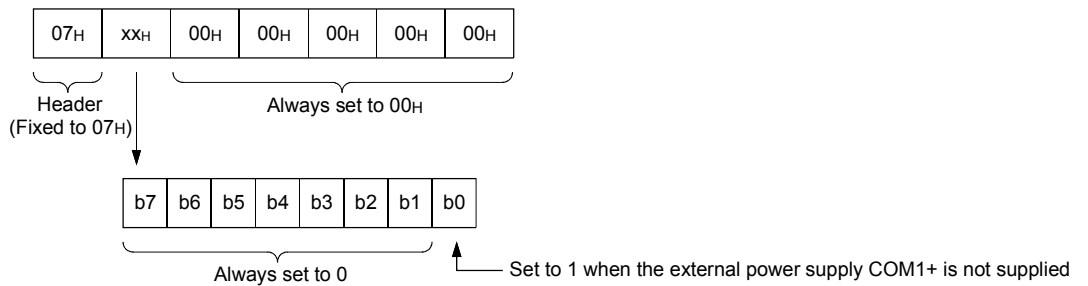 07H xxH 00H 00H 00H 00H 00H
Header
(Fixed to 07H)
Always set to 00H
b7 b6 b5 b4 b3 b2 b1 b0
Always set to 0
Set to 1 when the external power supply COM1+ is not supplied